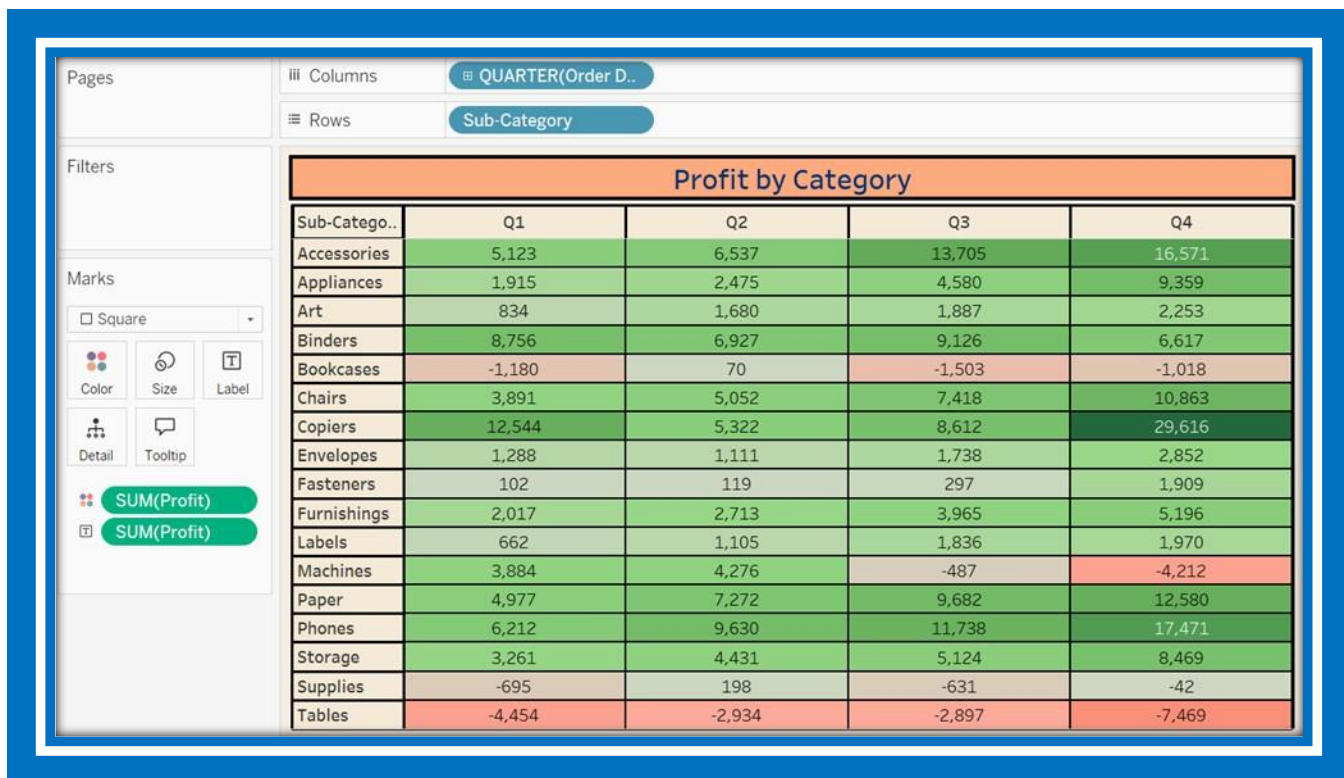 Pages
iii Columns
⊞ QUARTER(Order D..
Rows
Sub-Category
Filters
Marks
Square
Color
Size
T
Label
Detail
Tooltip
SUM(Profit)
T SUM(Profit)
Profit by Category
Sub-Catego.. Q1 Q2 Q3 Q4
Accessories 5,123 6,537 13,705 16,571
Appliances 1,915 2,475 4,580 9,359
Art 834 1,680 1,887 2,253
Binders 8,756 6,927 9,126 6,617
Bookcases -1,180 70 -1,503 -1,018
Chairs 3,891 5,052 7,418 10,863
Copiers 12,544 5,322 8,612 29,616
Envelopes 1,288 1,111 1,738 2,852
Fasteners 102 119 297 1,909
Furnishings 2,017 2,713 3,965 5,196
Labels 662 1,105 1,836 1,970
Machines 3,884 4,276 -487 -4,212
Paper 4,977 7,272 9,682 12,580
Phones 6,212 9,630 11,738 17,471
Storage 3,261 4,431 5,124 8,469
Supplies -695 198 -631 -42
Tables -4,454 -2,934 -2,897 -7,469